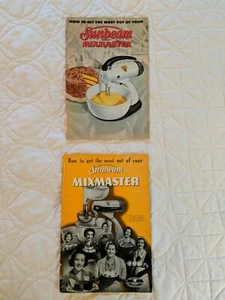 HOW TO GET THE MOST OUT OF YOUR
Sunbeam
MIXMASTER
How to get the most out of your
Sunbeam
MIXMASTER